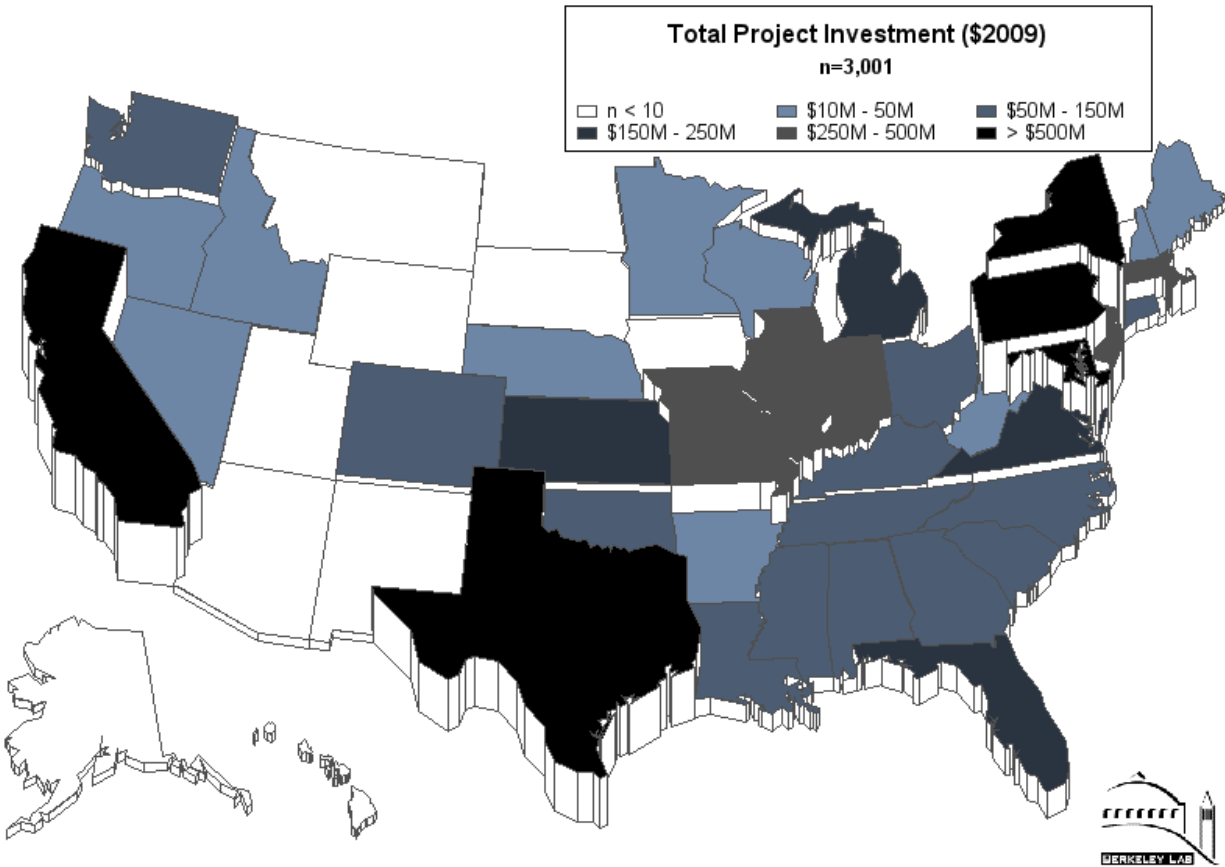 Total Project Investment ($2009)
n=3,001
n < 10 $10M - 50M $50M - 150M
$150M - 250M $250M - 500M > $500M
BERKELEY LAB